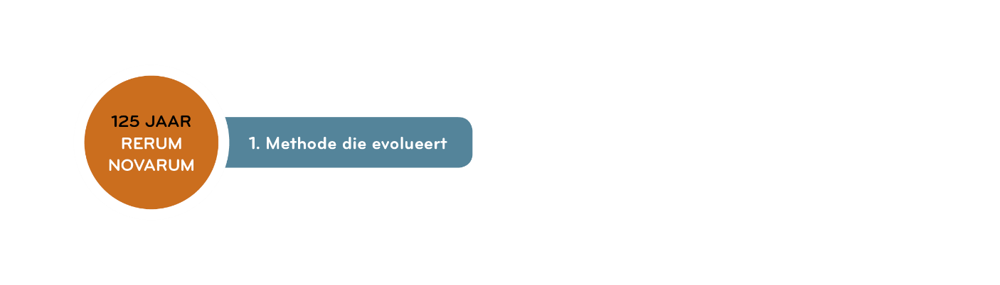 125 JAAR
RERUM
NOVARUM
1. Methode die evolueert